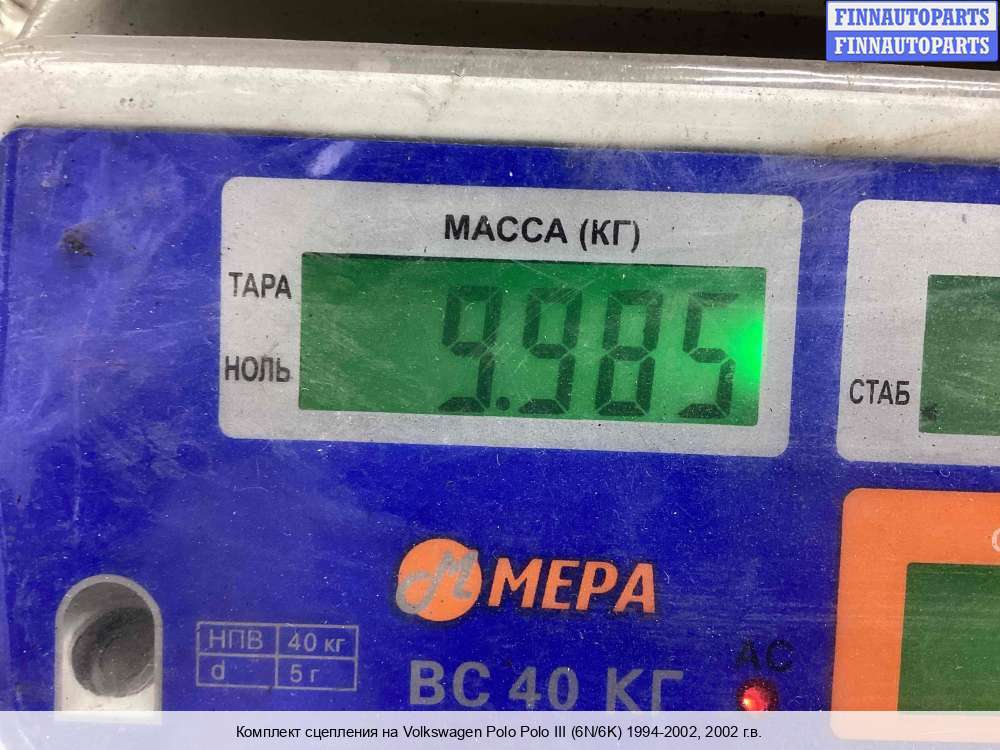 FINNAUTOPARTS
FINNAUTOPARTS
МАССА (КГ)
ТАРА
9.985
НОЛЬ
СТАБ
МЕРА
НПВ 40 кг
d 5 г
АС
ВС 40 КГ
Комплект сцепления на Volkswagen Polo Polo III (6N/6K) 1994-2002, 2002 г.в.